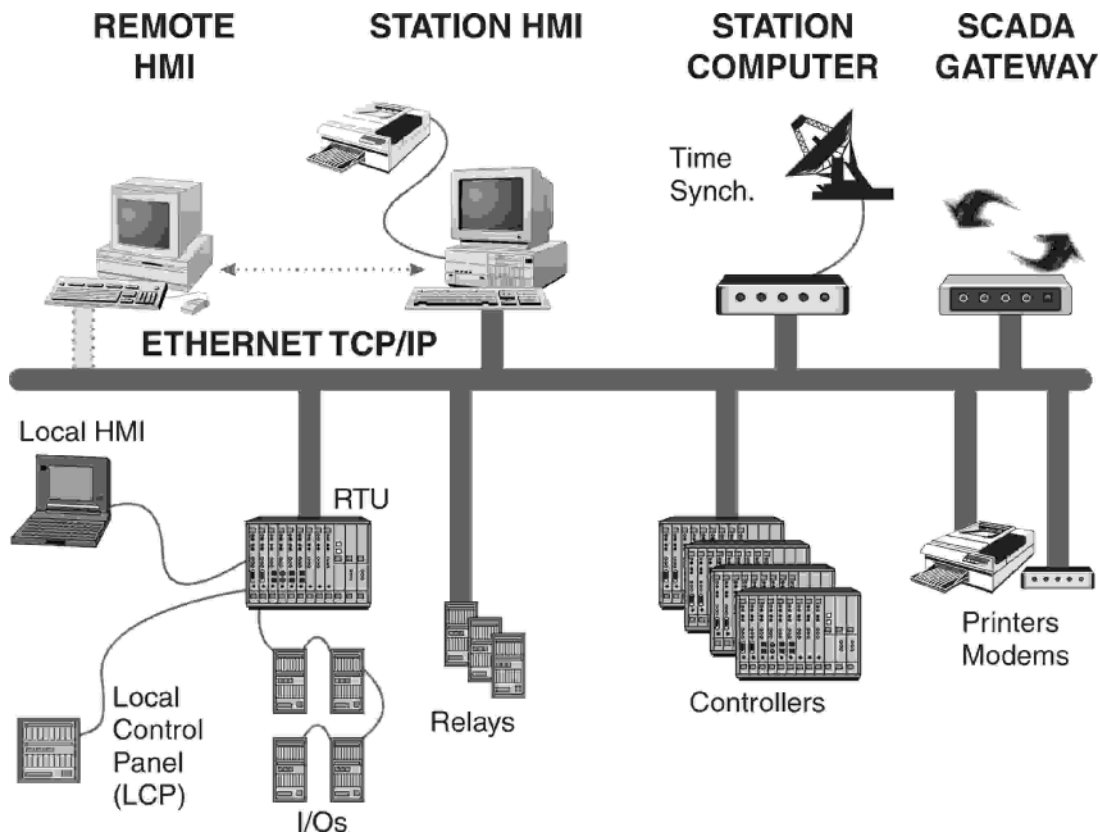 REMOTE
HMI
STATION HMI
STATION
COMPUTER
SCADA
GATEWAY
Time
Synch.
ETHERNET TCP/IP
Local HMI
RTU
Local
Control
Panel
(LCP)
I/Os
Relays
Controllers
Printers
Modems